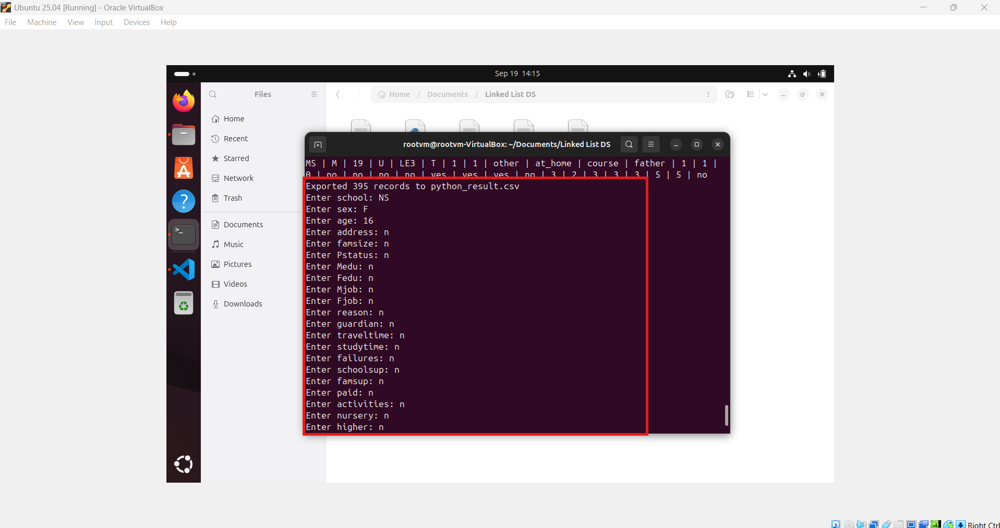 Ubuntu 25.04 [Running] - Oracle VirtualBox
File Machine View Input Devices Help
Sep 19 14:15
Files
Home / Documents / Linked List DS
Home
Recent
Starred
Network
Trash
Documents
Music
Pictures
Videos
Downloads
rootvm@rootvm-VirtualBox: ~/Documents/Linked List DS
MS | M | 19 | U | LE3 | T | 1 | 1 | other | at_home | course | father | 1 | 1 |
0 | no | no | no | no | yes | yes | yes | no | 3 | 2 | 3 | 3 | 3 | 5 | 5 | no
Exported 395 records to python_result.csv
Enter school: NS
Enter sex: F
Enter age: 16
Enter address: n
Enter famsize: n
Enter Pstatus: n
Enter Medu: n
Enter Fedu: n
Enter Mjob: n
Enter Fjob: n
Enter reason: n
Enter guardian: n
Enter traveltime: n
Enter studytime: n
Enter failures: n
Enter schoolsup: n
Enter famsup: n
Enter paid: n
Enter activities: n
Enter nursery: n
Enter higher: n
Right Ctrl